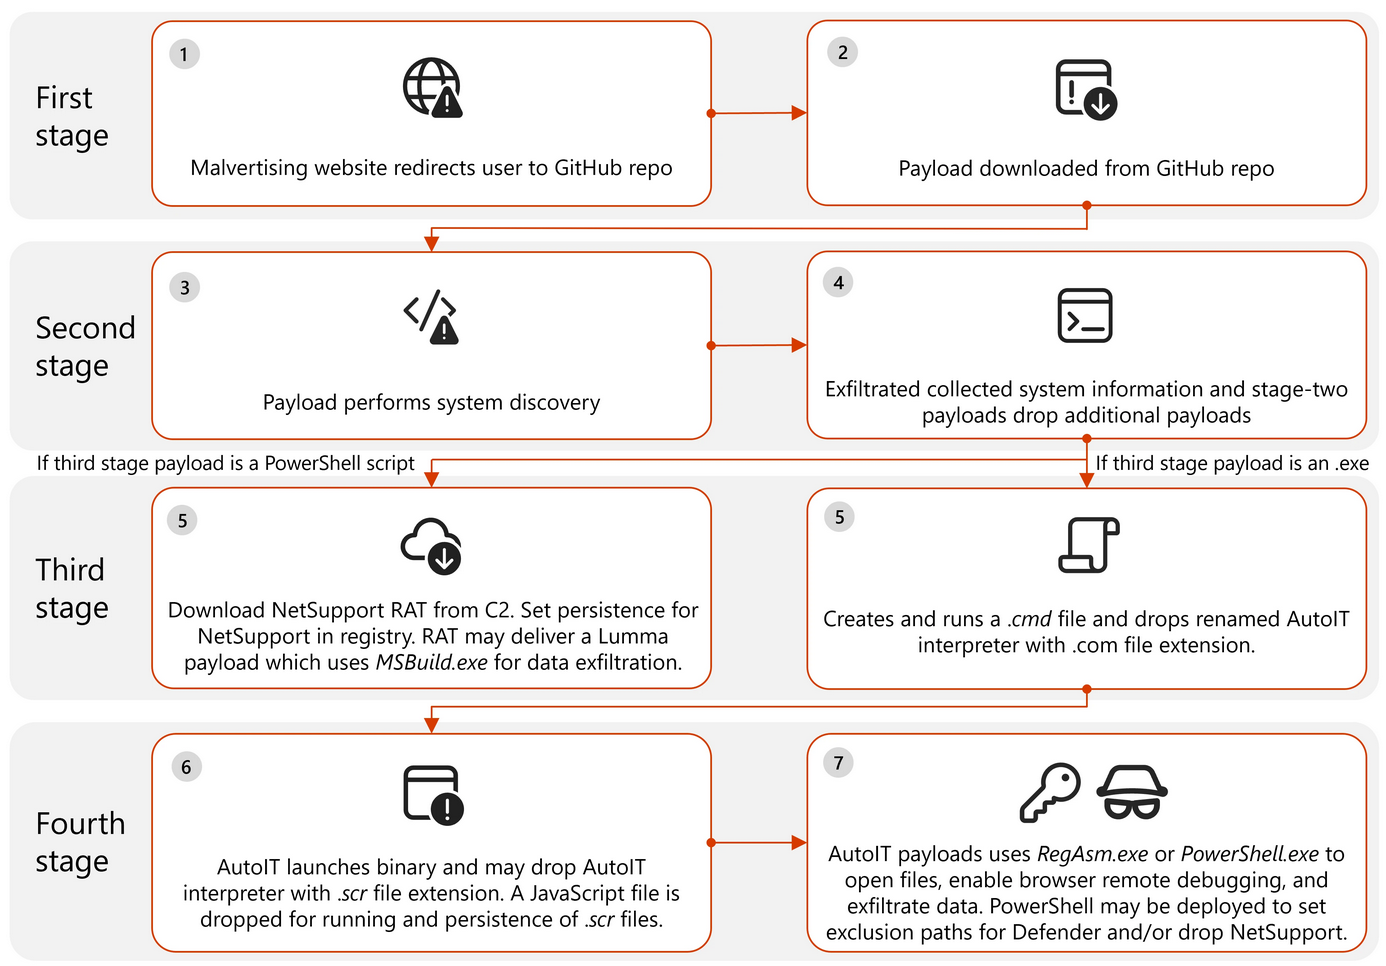 First
stage
1
Malvertising website redirects user to GitHub repo
2
Payload downloaded from GitHub repo
Second
stage
3
Payload performs system discovery
4
Exfiltrated collected system information and stage-two
payloads drop additional payloads
If third stage payload is a PowerShell script
If third stage payload is an .exe
Third
stage
5
Download NetSupport RAT from C2. Set persistence for
NetSupport in registry. RAT may deliver a Lumma
payload which uses MSBuild.exe for data exfiltration.
5
Creates and runs a .cmd file and drops renamed AutoIT
interpreter with .com file extension.
Fourth
stage
6
AutoIT launches binary and may drop AutoIT
interpreter with .scr file extension. A JavaScript file is
dropped for running and persistence of .scr files.
7
AutoIT payloads uses RegAsm.exe or PowerShell.exe to
open files, enable browser remote debugging, and
exfiltrate data. PowerShell may be deployed to set
exclusion paths for Defender and/or drop NetSupport.